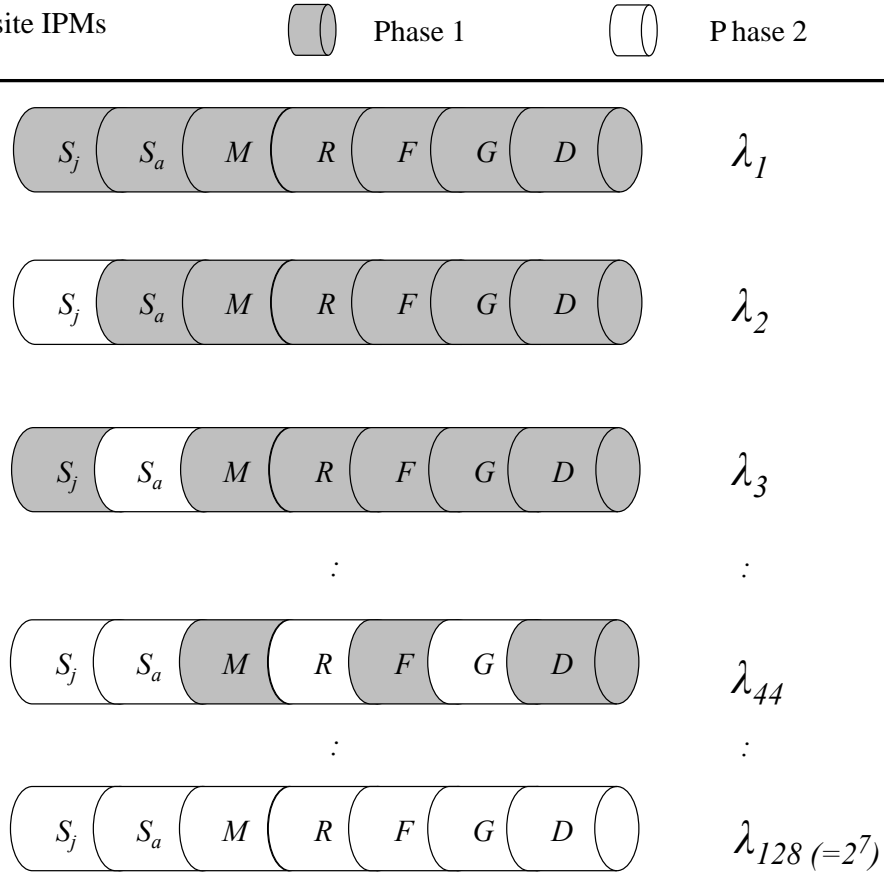 site IPMs Phase 1 Phase 2
S_j S_a M R F G D λ_1
S_j S_a M R F G D λ_2
S_j S_a M R F G D λ_3
: :
S_j S_a M R F G D λ_44
: :
S_j S_a M R F G D λ_128 (=2^7)